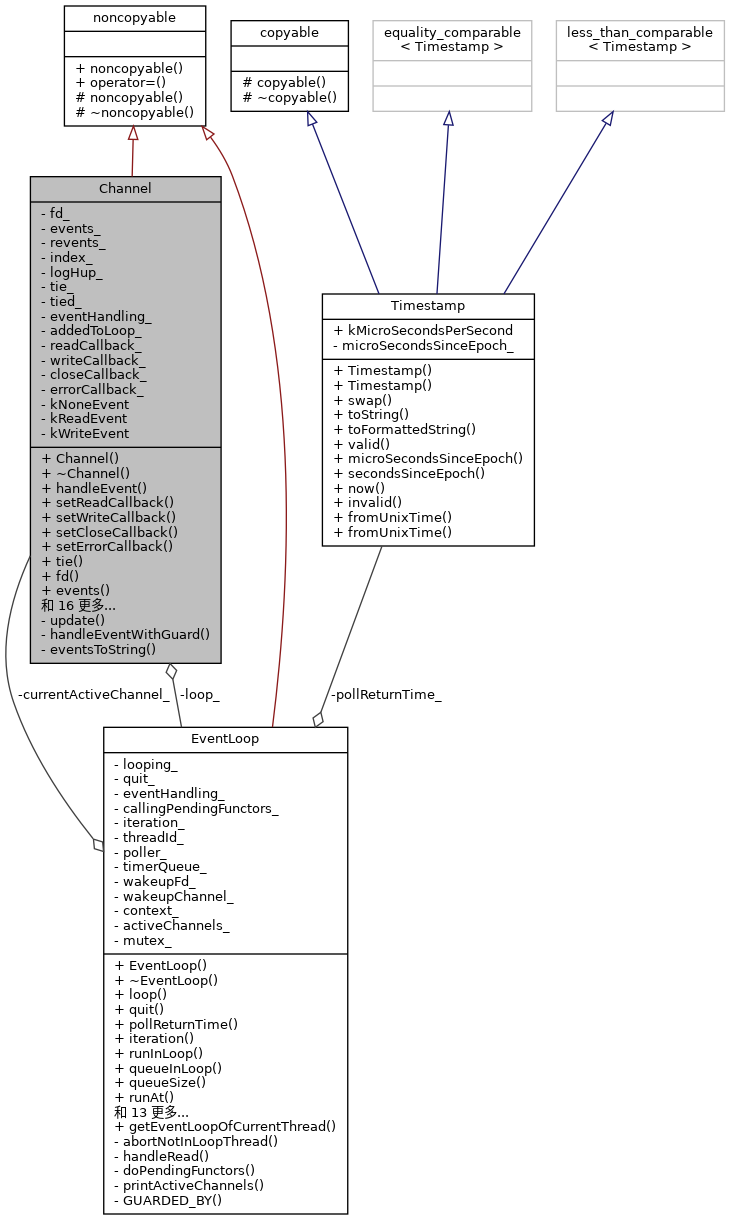 noncopyable
+ noncopyable()
+ operator=()
# noncopyable()
# ~noncopyable()
copyable
# copyable()
# ~copyable()
equality_comparable
< Timestamp >
less_than_comparable
< Timestamp >
Channel
- fd_
- events_
- revents_
- index_
- logHup_
- tie_
- tied_
- eventHandling_
- addedToLoop_
- readCallback_
- writeCallback_
- closeCallback_
- errorCallback_
- kNoneEvent
- kReadEvent
- kWriteEvent
+ Channel()
+ ~Channel()
+ handleEvent()
+ setReadCallback()
+ setWriteCallback()
+ setCloseCallback()
+ setErrorCallback()
+ tie()
+ fd()
+ events()
和 16 更多...
- update()
- handleEventWithGuard()
- eventsToString()
Timestamp
+ kMicroSecondsPerSecond
- microSecondsSinceEpoch_
+ Timestamp()
+ Timestamp()
+ swap()
+ toString()
+ toFormattedString()
+ valid()
+ microSecondsSinceEpoch()
+ secondsSinceEpoch()
+ now()
+ invalid()
+ fromUnixTime()
+ fromUnixTime()
-currentActiveChannel_
-loop_
-pollReturnTime_
EventLoop
- looping_
- quit_
- eventHandling_
- callingPendingFunctors_
- iteration_
- threadId_
- poller_
- timerQueue_
- wakeupFd_
- wakeupChannel_
- context_
- activeChannels_
- mutex_
+ EventLoop()
+ ~EventLoop()
+ loop()
+ quit()
+ pollReturnTime()
+ iteration()
+ runInLoop()
+ queueInLoop()
+ queueSize()
+ runAt()
和 13 更多...
+ getEventLoopOfCurrentThread()
- abortNotInLoopThread()
- handleRead()
- doPendingFunctors()
- printActiveChannels()
- GUARDED_BY()